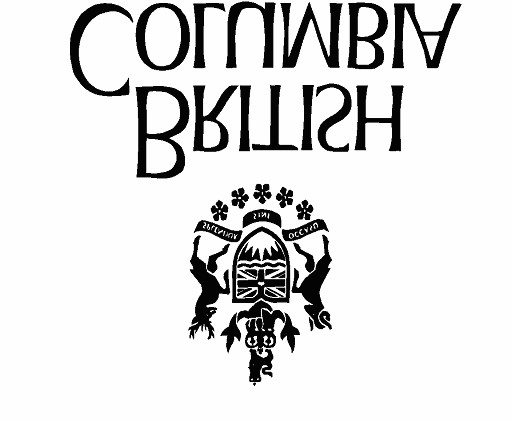 SPLENDOR SINE OCCASU
BRITISH
COLUMBIA